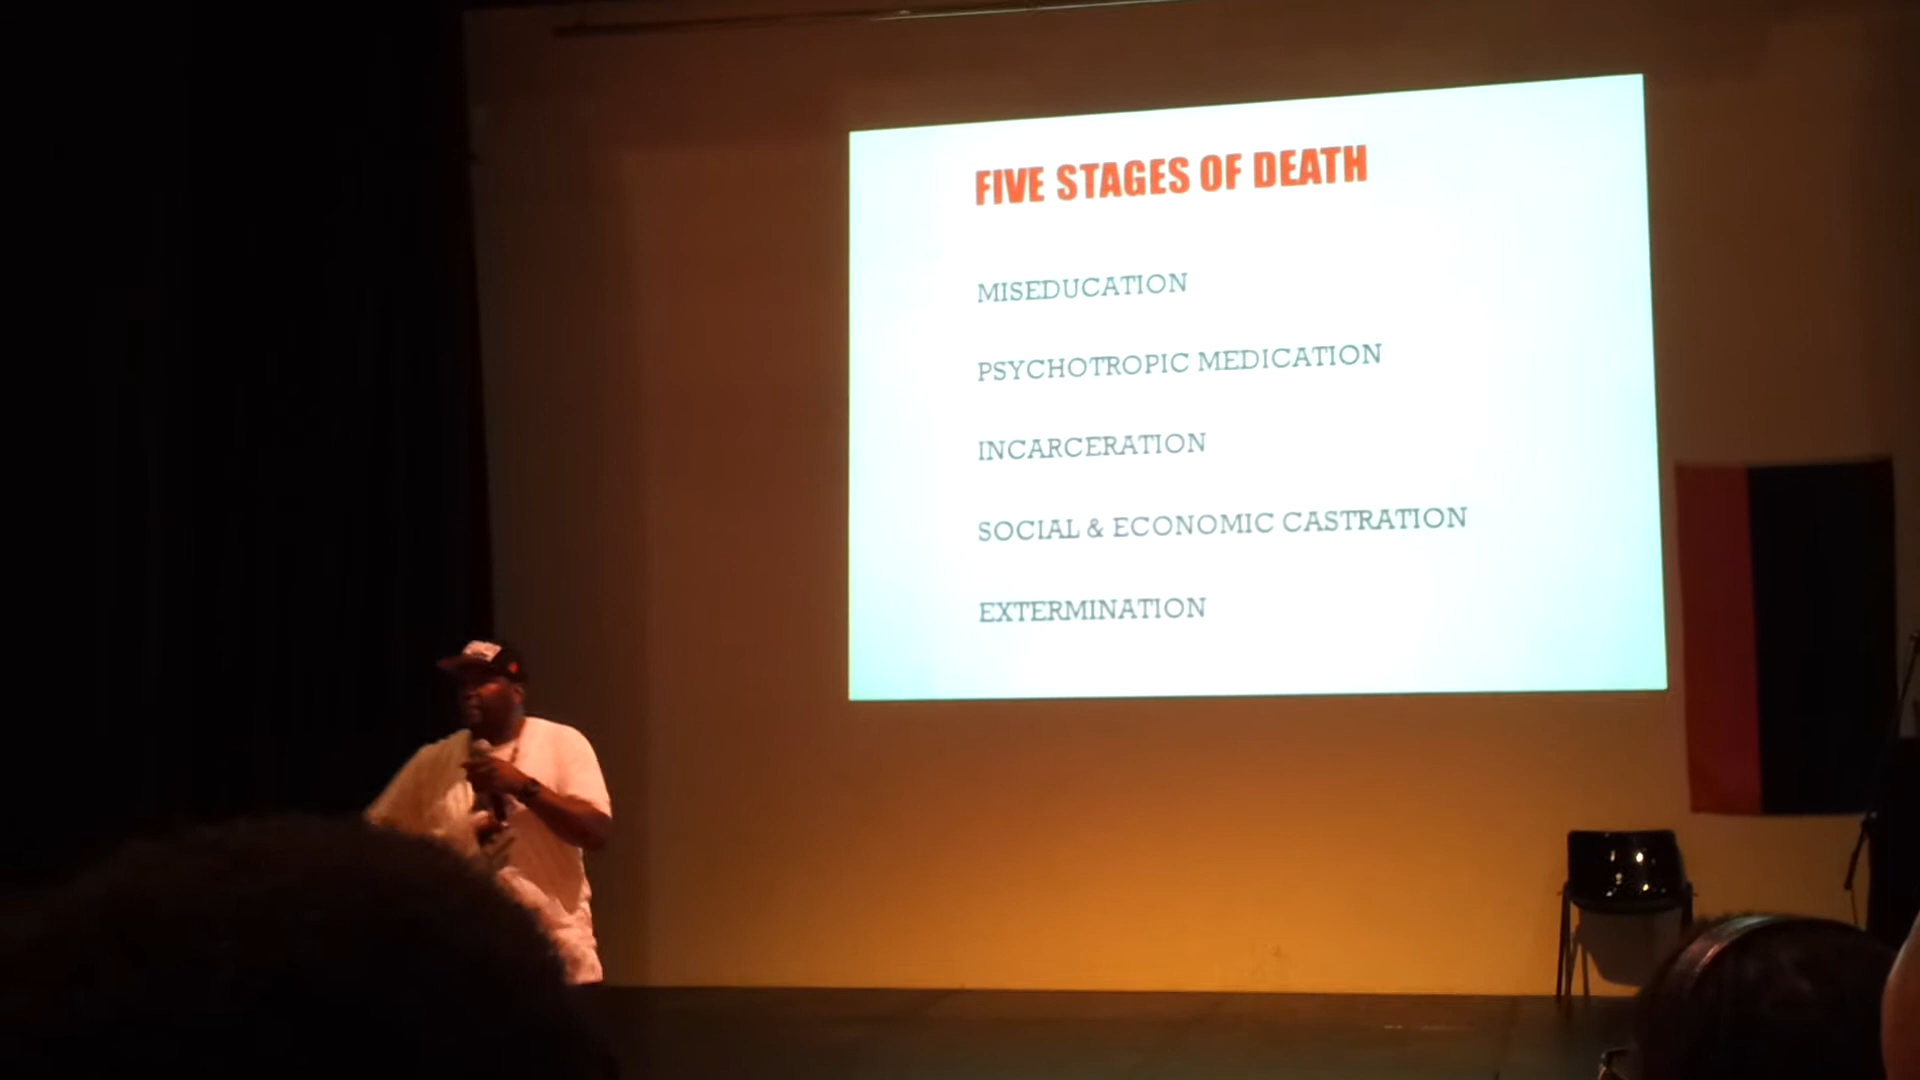 FIVE STAGES OF DEATH
MISEDUCATION
PSYCHOTROPIC MEDICATION
INCARCERATION
SOCIAL & ECONOMIC CASTRATION
EXTERMINATION